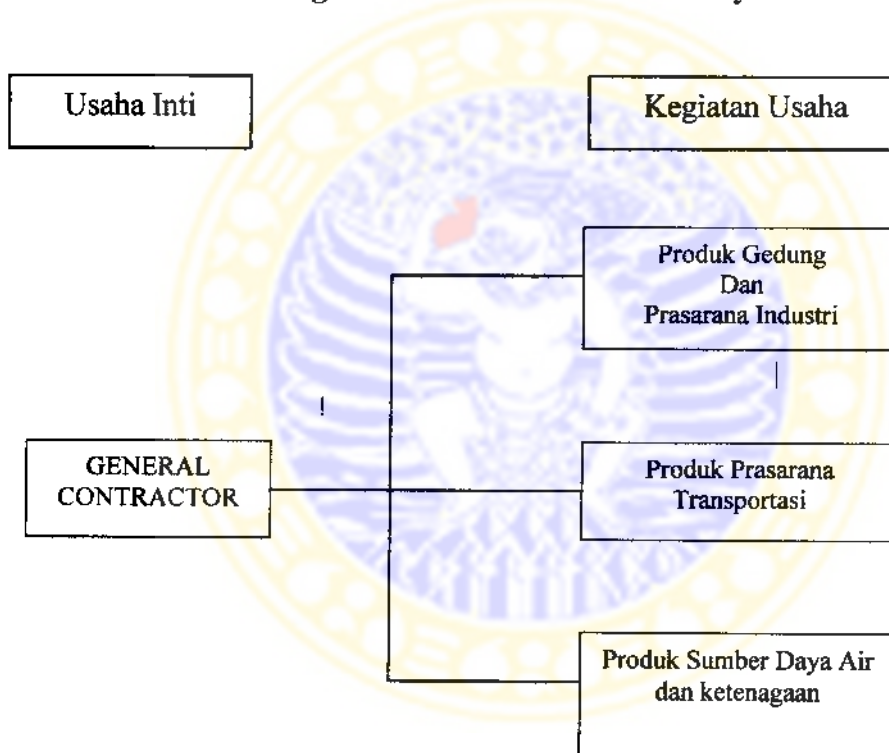 Usaha Inti
Kegiatan Usaha
Produk Gedung
Dan
Prasarana Industri
GENERAL
CONTRACTOR
Produk Prasarana
Transportasi
Produk Sumber Daya Air
dan ketenagaan